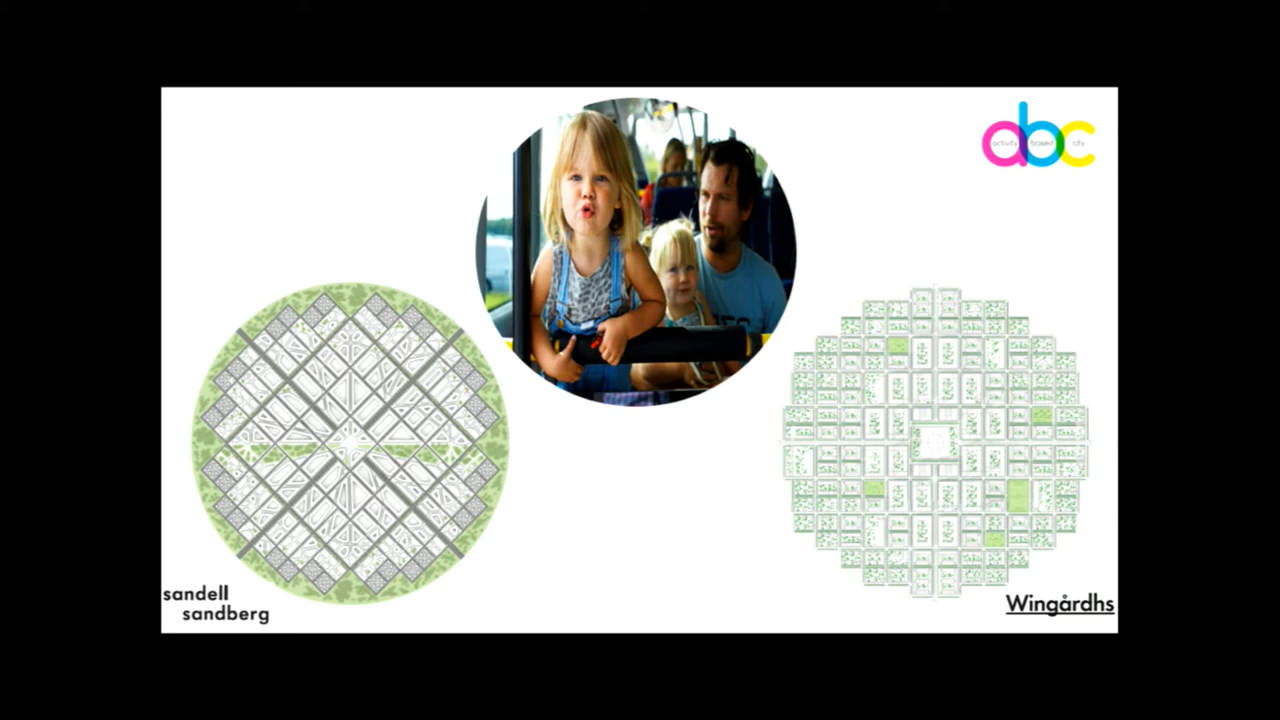 abc
activity based city
sandell
sandberg
Wingårdhs